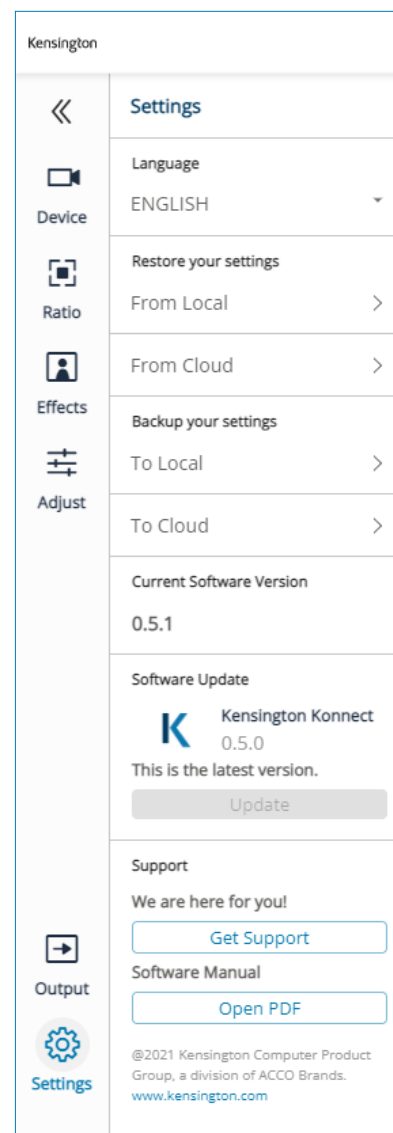 Kensington
Settings
Device
Ratio
Effects
Adjust
Output
Settings
Language
ENGLISH
Restore your settings
From Local
From Cloud
Backup your settings
To Local
To Cloud
Current Software Version
0.5.1
Software Update
K
Kensington Konnect
0.5.0
This is the latest version.
Update
Support
We are here for you!
Get Support
Software Manual
Open PDF
@2021 Kensington Computer Product
Group, a division of ACCO Brands.
www.kensington.com